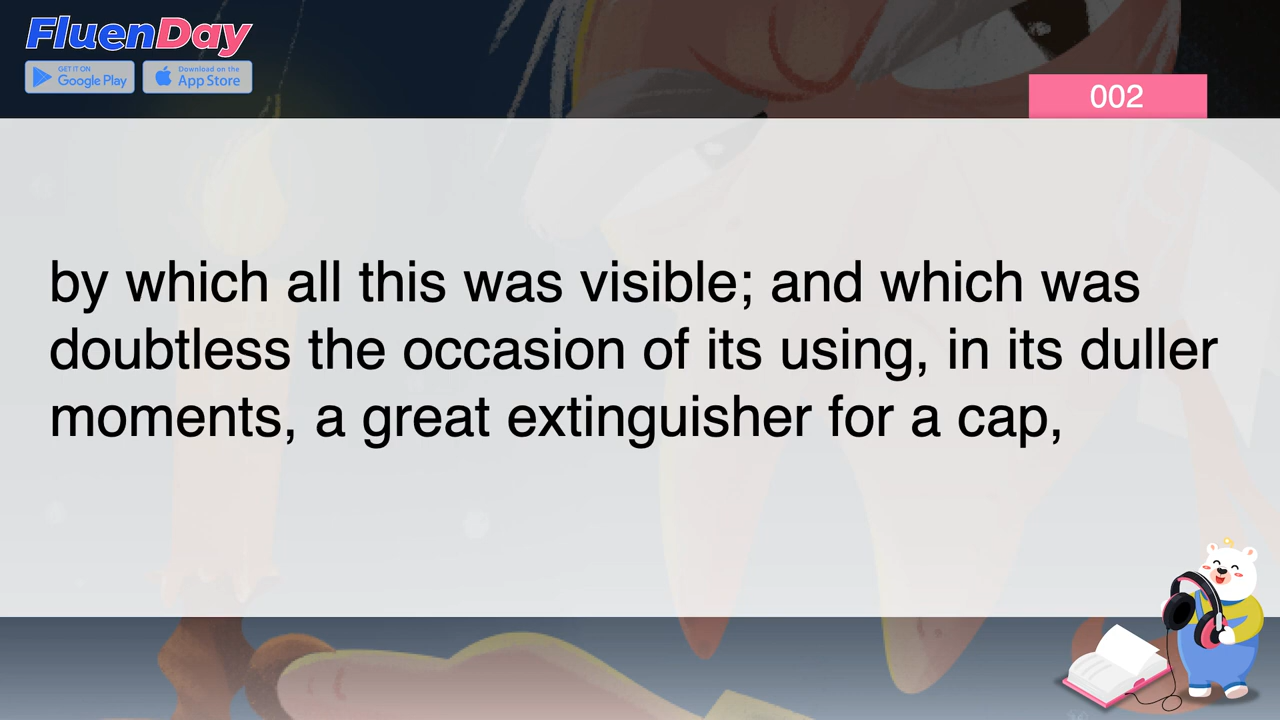 FluenDay
GET IT ON
Google Play
Download on the
App Store
002
by which all this was visible; and which was
doubtless the occasion of its using, in its duller
moments, a great extinguisher for a cap,